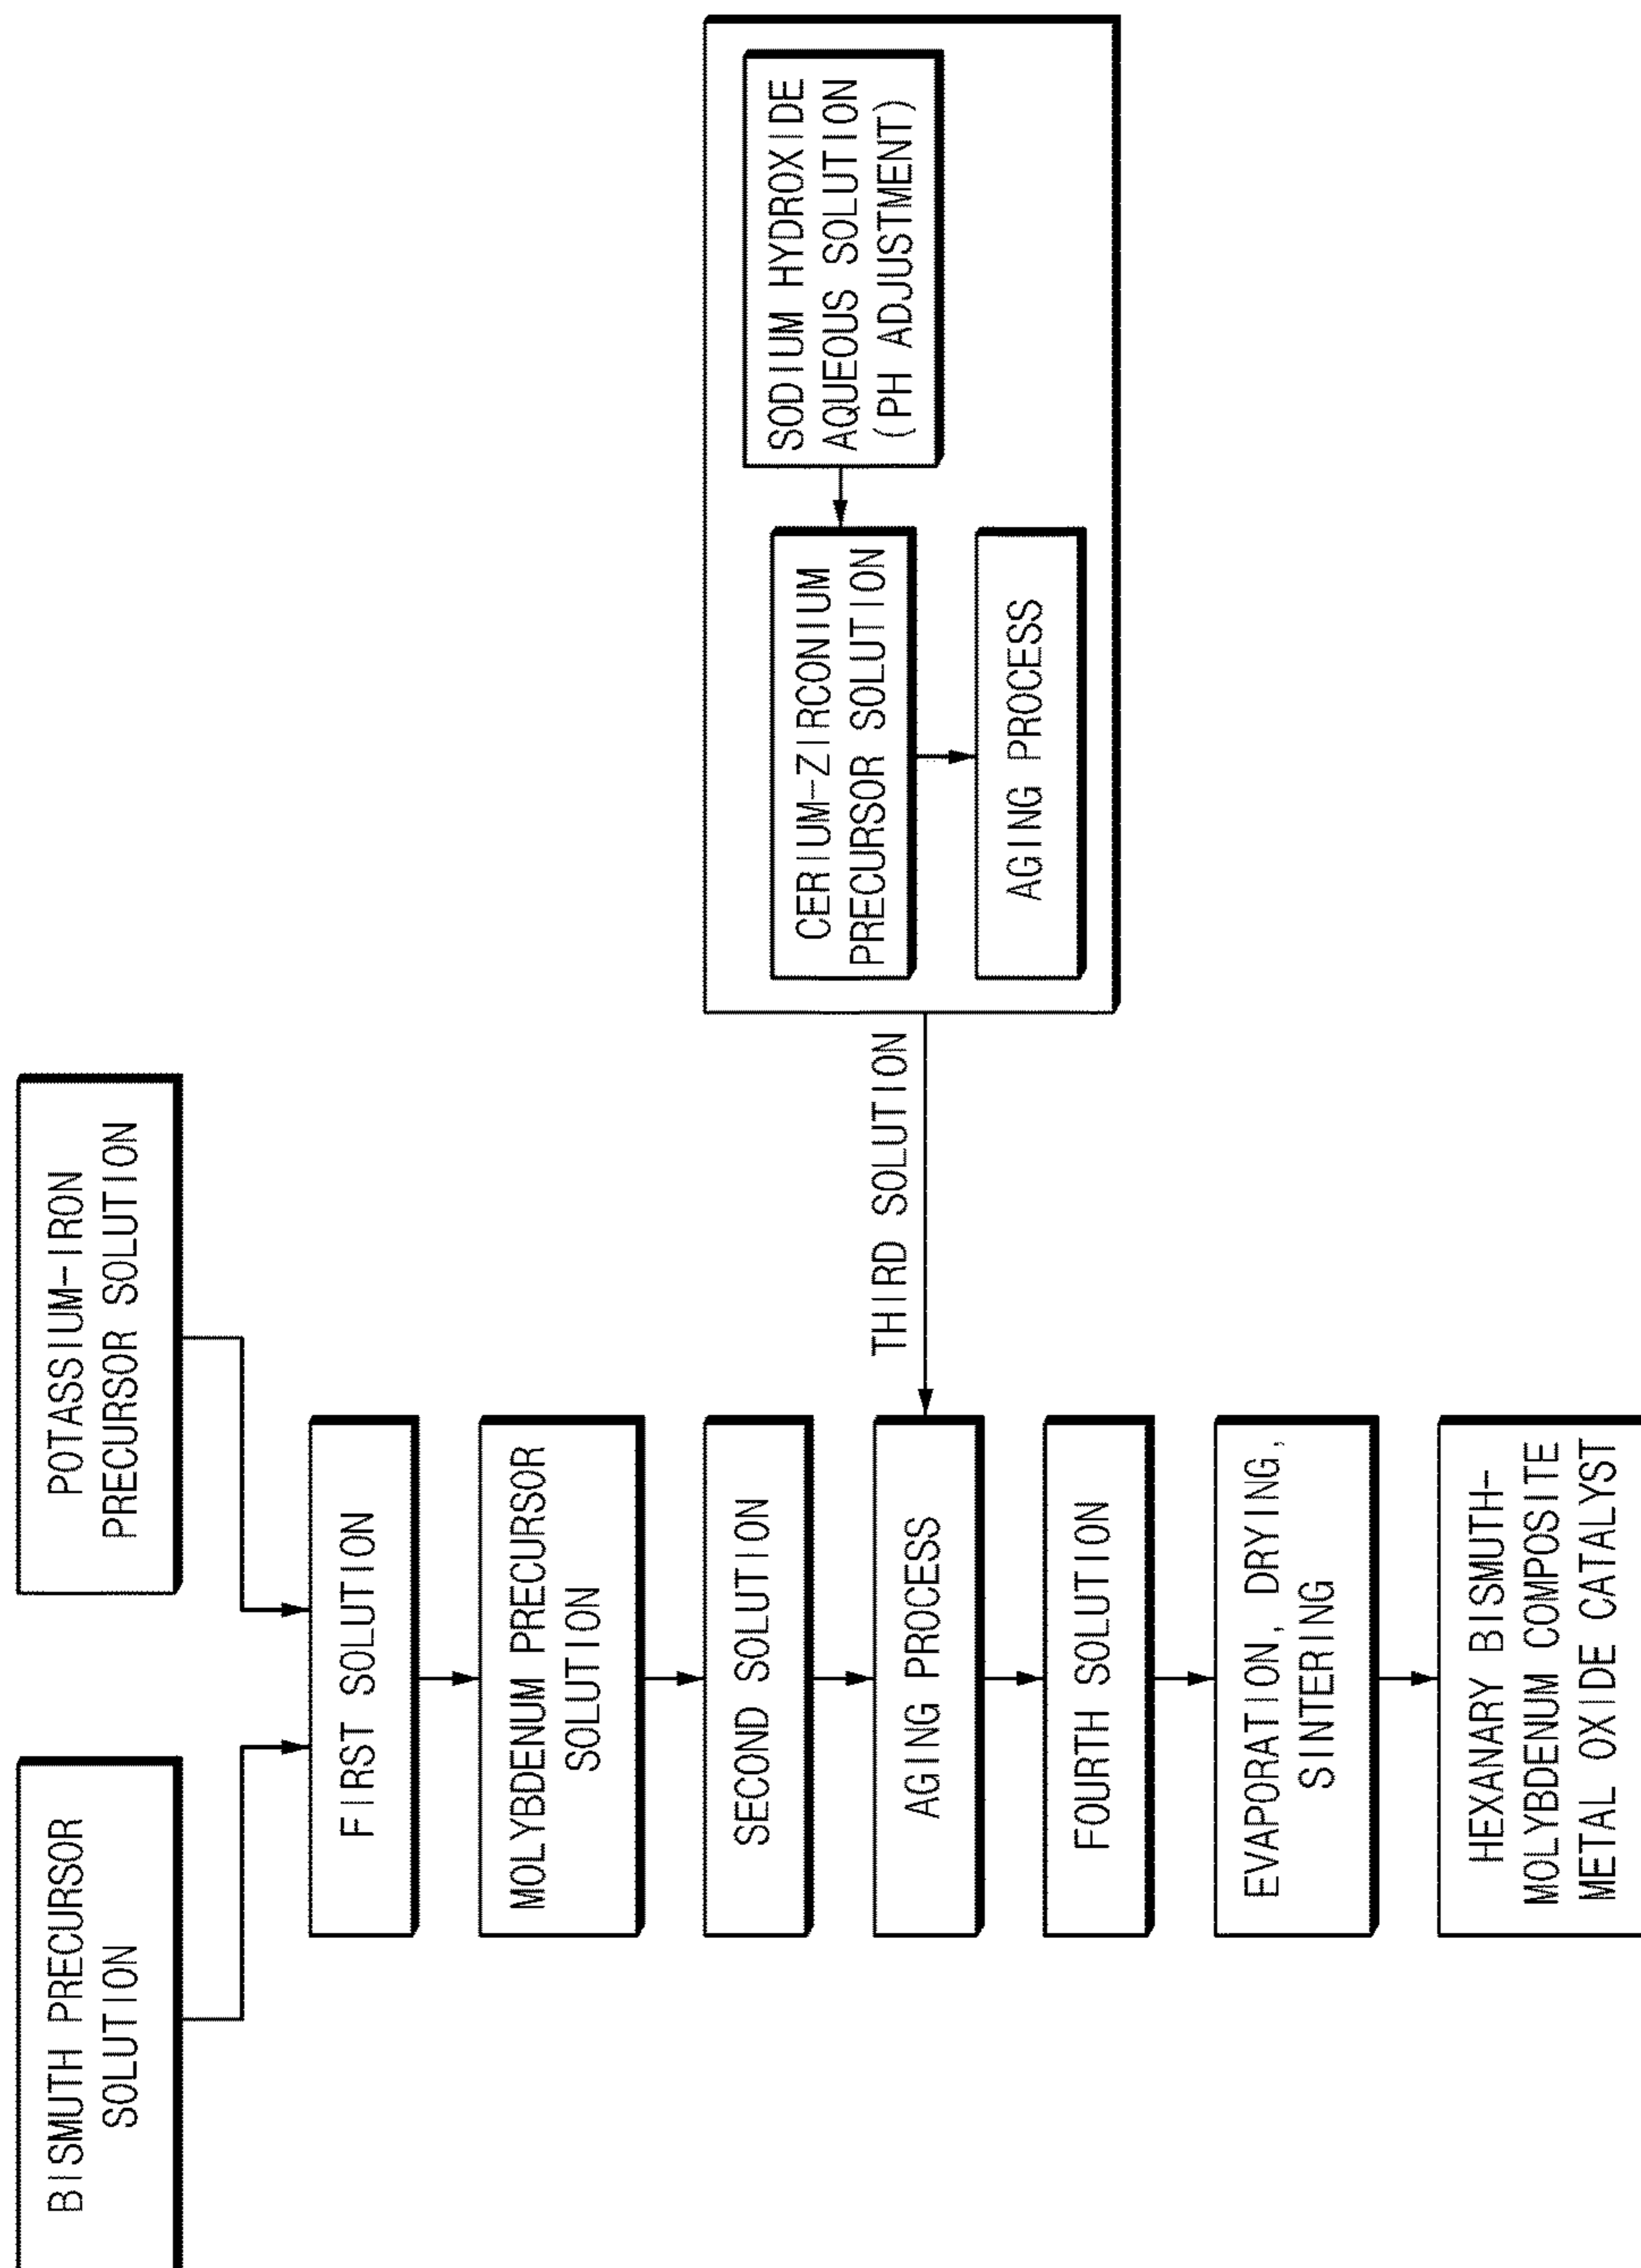 BISMUTH PRECURSOR
SOLUTION
POTASSIUM-IRON
PRECURSOR SOLUTION
FIRST SOLUTION
MOLYBDENUM PRECURSOR
SOLUTION
SECOND SOLUTION
AGING PROCESS
THIRD SOLUTION
SODIUM HYDROXIDE
AQUEOUS SOLUTION
(PH ADJUSTMENT)
CERIUM-ZIRCONIUM
PRECURSOR SOLUTION
AGING PROCESS
FOURTH SOLUTION
EVAPORATION, DRYING,
SINTERING
HEXANARY BISMUTH-
MOLYBDENUM COMPOSITE
METAL OXIDE CATALYST